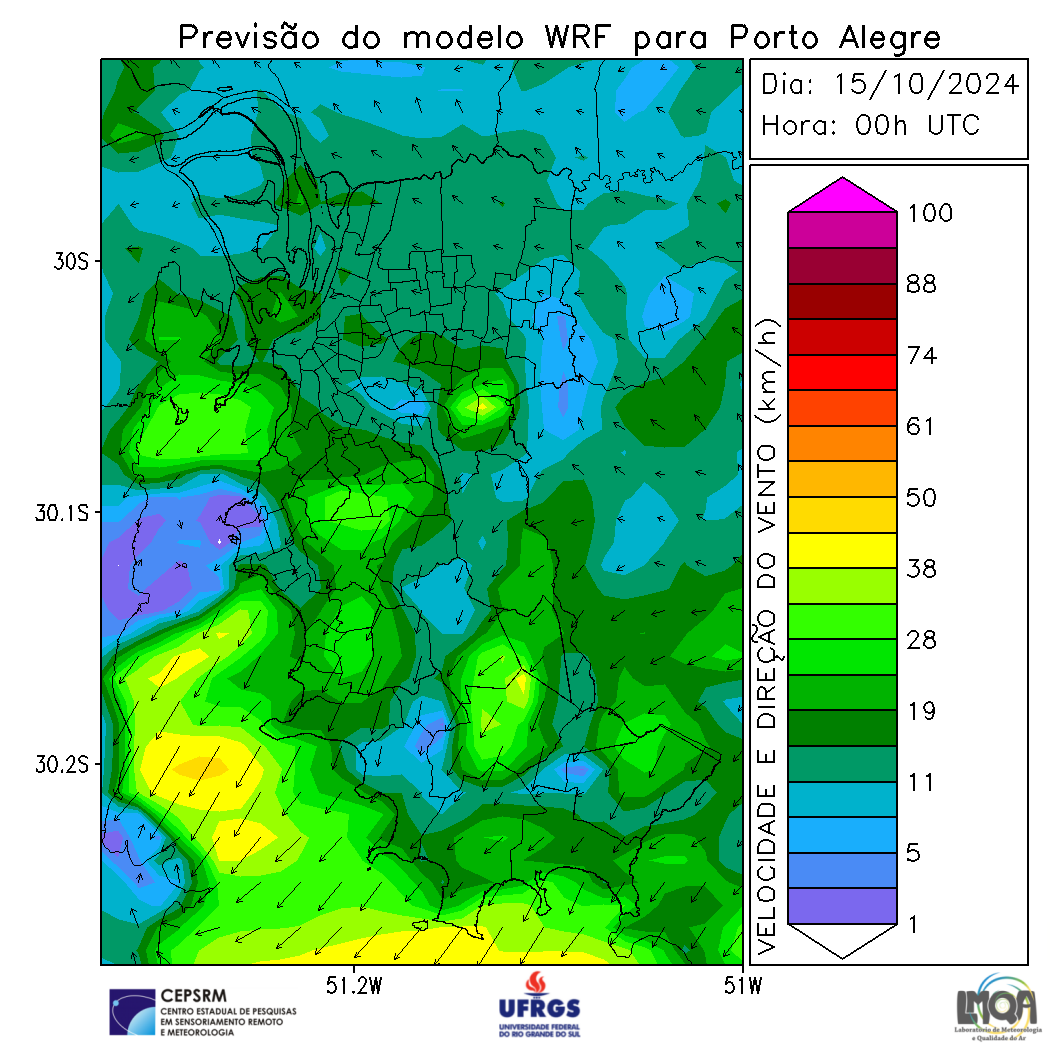 Previsão do modelo WRF para Porto Alegre
Dia: 15/10/2024
Hora: 00h UTC
30S
30.1S
30.2S
51.2W
51W
VELOCIDADE E DIREÇÃO DO VENTO (km/h)
100
88
74
61
50
38
28
19
11
5
1
CEPSRM
CENTRO ESTADUAL DE PESQUISAS
EM SENSORIAMENTO REMOTO
E METEOROLOGIA
UFRGS
UNIVERSIDADE FEDERAL
DO RIO GRANDE DO SUL
LMQA
Laboratório de Meteorologia
e Qualidade do Ar